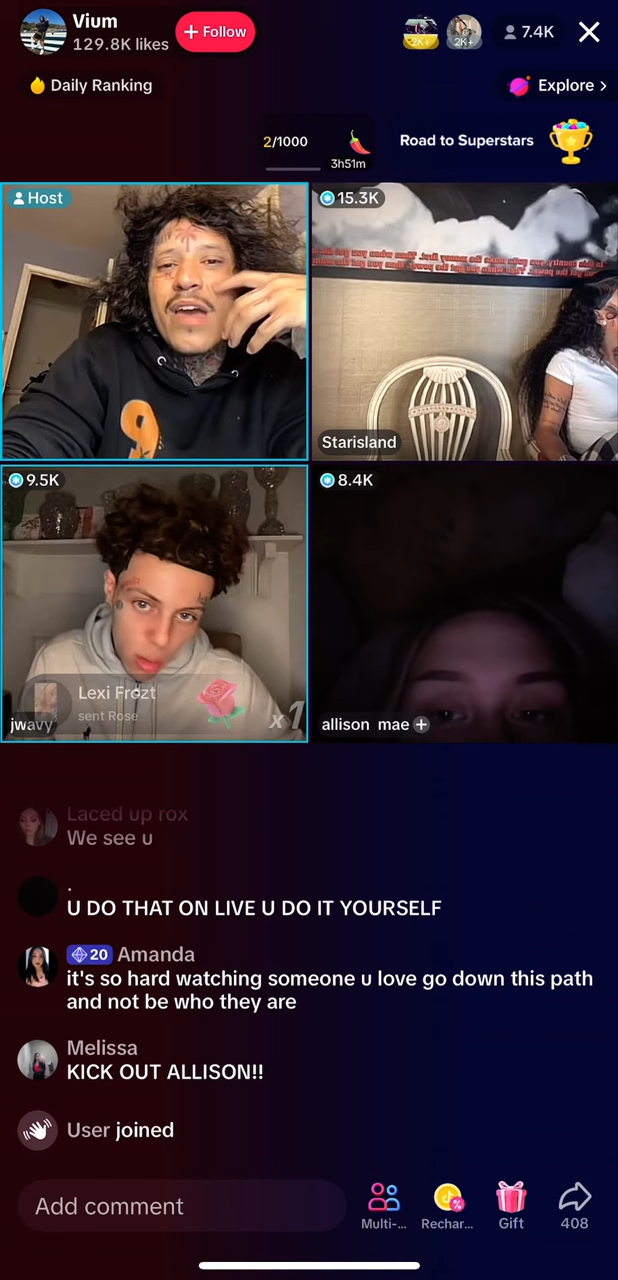 Vium
129.8K likes
+ Follow
2K+
2K+
7.4K
Daily Ranking
Explore >
2/1000
3h51m
Road to Superstars
Host
15.3K
Starisland
9.5K
8.4K
Lexi Frozt
sent Rose
x1
jwavy
allison mae +
Laced up rox
We see u
.
U DO THAT ON LIVE U DO IT YOURSELF
20 Amanda
it's so hard watching someone u love go down this path
and not be who they are
Melissa
KICK OUT ALLISON!!
User joined
Add comment
Multi-...
Rechar...
Gift
408